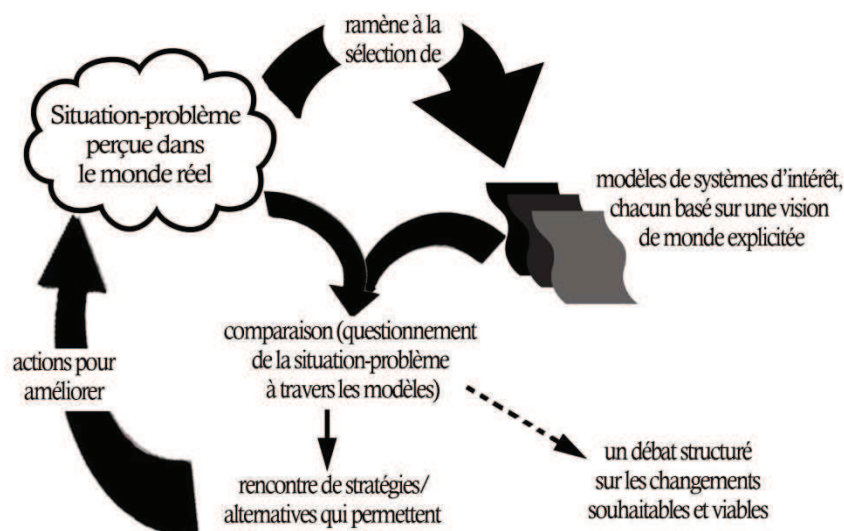 ramène à la
sélection de
Situation-problème
perçue dans
le monde réel
modèles de systèmes d'intérêt,
chacun basé sur une vision
de monde explicitée
comparaison (questionnement
de la situation-problème
à travers les modèles)
actions pour
améliorer
rencontre de stratégies/
alternatives qui permettent
un débat structuré
sur les changements
souhaitables et viables